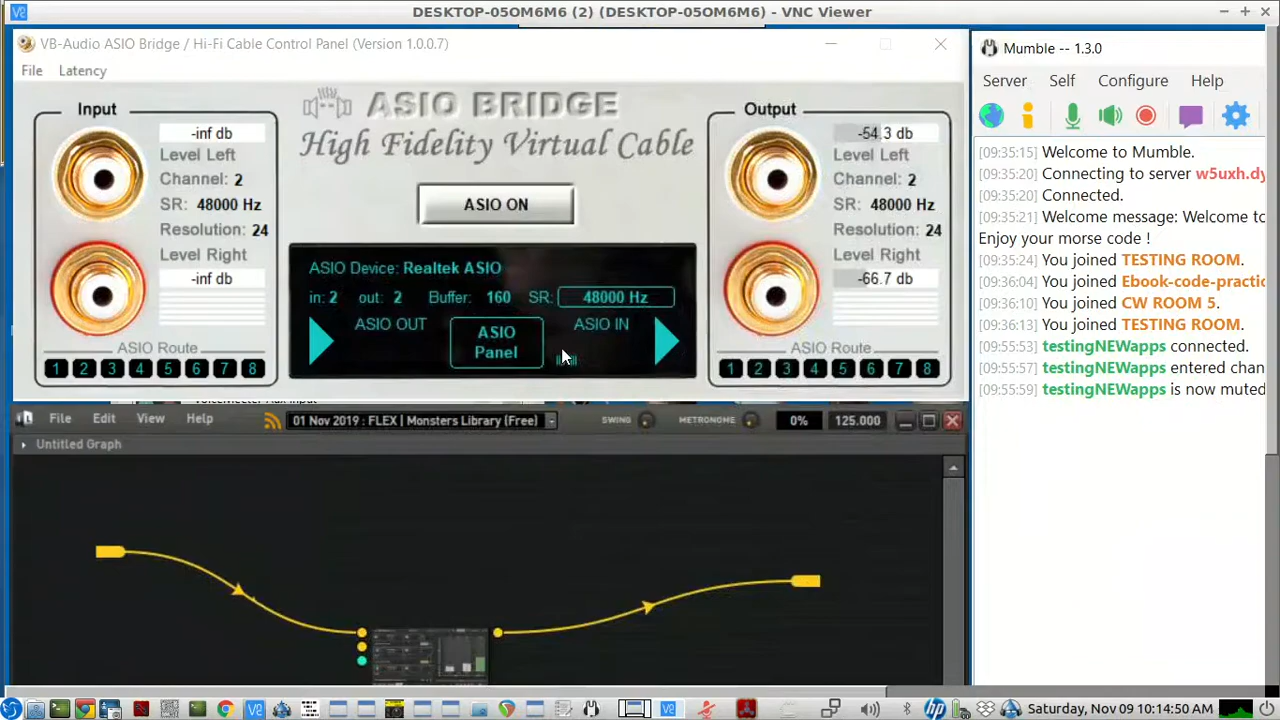 DESKTOP-05OM6M6 (2) (DESKTOP-05OM6M6) - VNC Viewer
VB-Audio ASIO Bridge / Hi-Fi Cable Control Panel (Version 1.0.0.7)
File Latency
Input
-inf db
Level Left
Channel: 2
SR: 48000 Hz
Resolution: 24
Level Right
-inf db
ASIO Route
1 2 3 4 5 6 7 8
ASIO BRIDGE
High Fidelity Virtual Cable
ASIO ON
ASIO Device: Realtek ASIO
in: 2 out: 2 Buffer: 160 SR: 48000 Hz
ASIO OUT
ASIO Panel
ASIO IN
Output
-54.3 db
Level Left
Channel: 2
SR: 48000 Hz
Resolution: 24
Level Right
-66.7 db
ASIO Route
1 2 3 4 5 6 7 8
Mumble -- 1.3.0
Server Self Configure Help
[09:35:15] Welcome to Mumble.
[09:35:20] Connecting to server w5uxh.dy
[09:35:20] Connected.
[09:35:21] Welcome message: Welcome to
Enjoy your morse code !
[09:35:24] You joined TESTING ROOM.
[09:36:04] You joined Ebook-code-practic
[09:36:10] You joined CW ROOM 5.
[09:36:13] You joined TESTING ROOM.
[09:55:53] testingNEWapps connected.
[09:55:57] testingNEWapps entered chan
[09:55:59] testingNEWapps is now muted
File Edit View Help
01 Nov 2019 : FLEX | Monsters Library (Free)
SWING METRONOME 0% 125.000
Untitled Graph
Saturday, Nov 09 10:14:50 AM